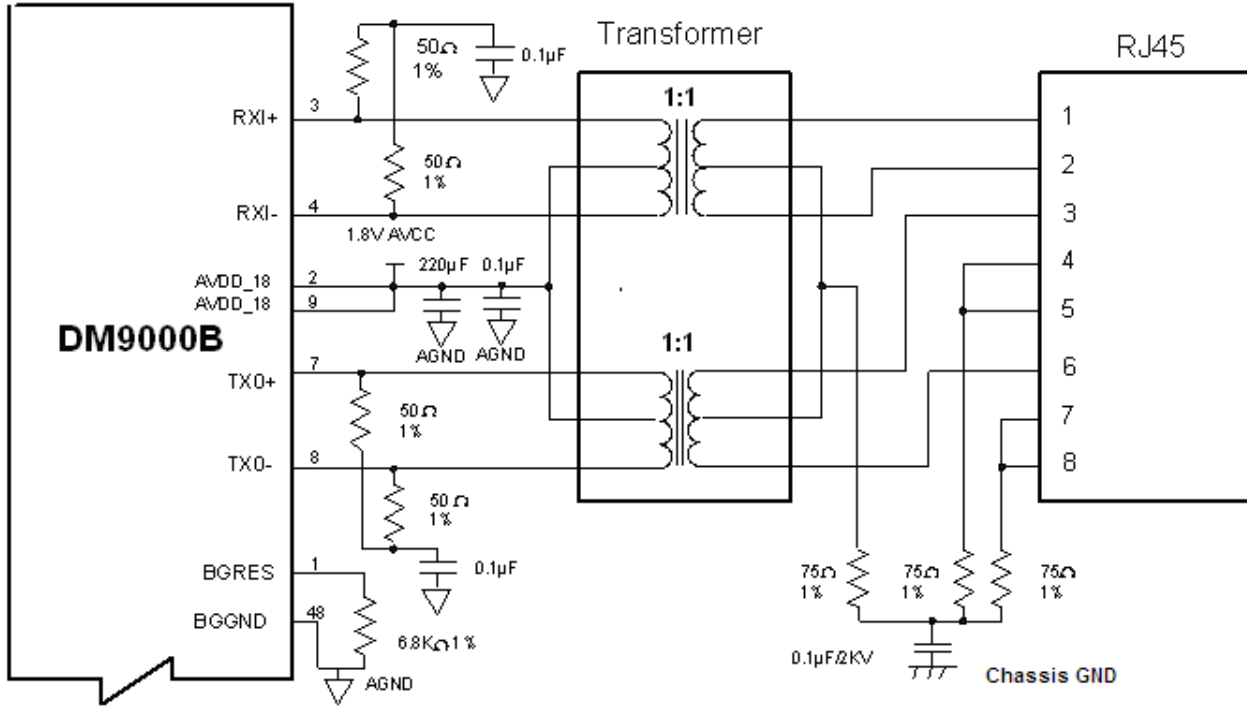 Transformer
RJ45
50Ω
1%
0.1µF
1:1
RXI+
3
1
50Ω
1%
2
RXI-
4
3
1.8V AVCC
4
220µF
0.1µF
AVDD_18
2
AVDD_18
9
5
DM9000B
AGND
AGND
1:1
TX0+
7
6
50Ω
1%
7
TX0-
8
8
50Ω
1%
BGRES
1
0.1µF
75Ω
1%
75Ω
1%
75Ω
1%
BGGND
48
6.8KΩ 1%
0.1µF/2KV
Chassis GND
AGND